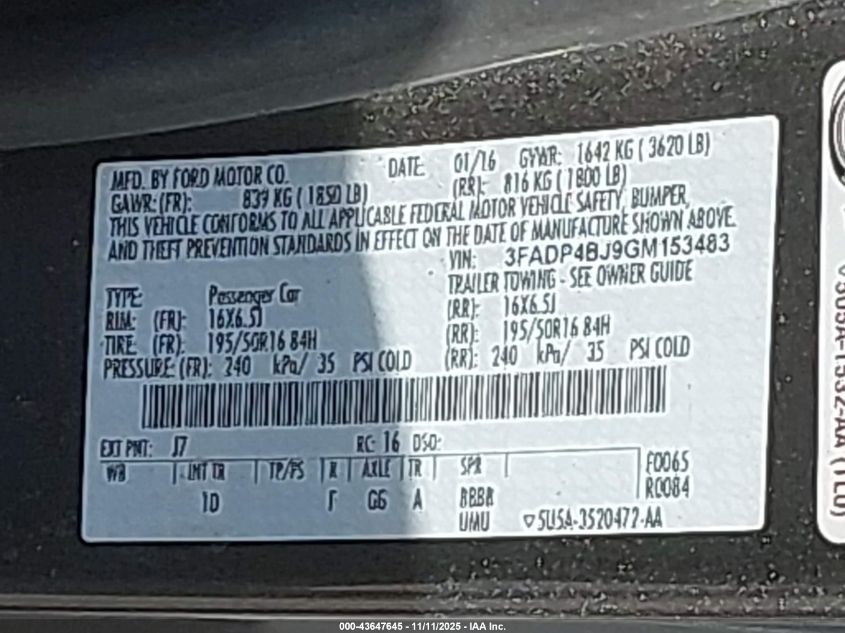 MFD. BY FORD MOTOR CO.
DATE: 01/16 GVWR: 1642 KG ( 3620 LB)
GAWR:(FR): 839 KG ( 1850 LB) (RR): 816 KG ( 1800 LB)
THIS VEHICLE CONFORMS TO ALL APPLICABLE FEDERAL MOTOR VEHICLE SAFETY, BUMPER,
AND THEFT PREVENTION STANDARDS IN EFFECT ON THE DATE OF MANUFACTURE SHOWN ABOVE.
VIN: 3FADP4BJ9GM153483
TYPE: Passenger Car TRAILER TOWING - SEE OWNER GUIDE
RIM: (FR): 16X6.5J (RR): 16X6.5J
TIRE: (FR): 195/50R16 84H (RR): 195/50R16 84H
PRESSURE: (FR): 240 kPa/ 35 PSI COLD (RR): 240 kPa/ 35 PSI COLD
EXT PNT: J7 RC: 16 DSO:
WB INT TR TP/PS R AXLE TR SPR F0065
10 G6 A BBBB R0084
UMU ▽5U5A-3520472-AA
000-43647645 - 11/11/2025 - IAA Inc.